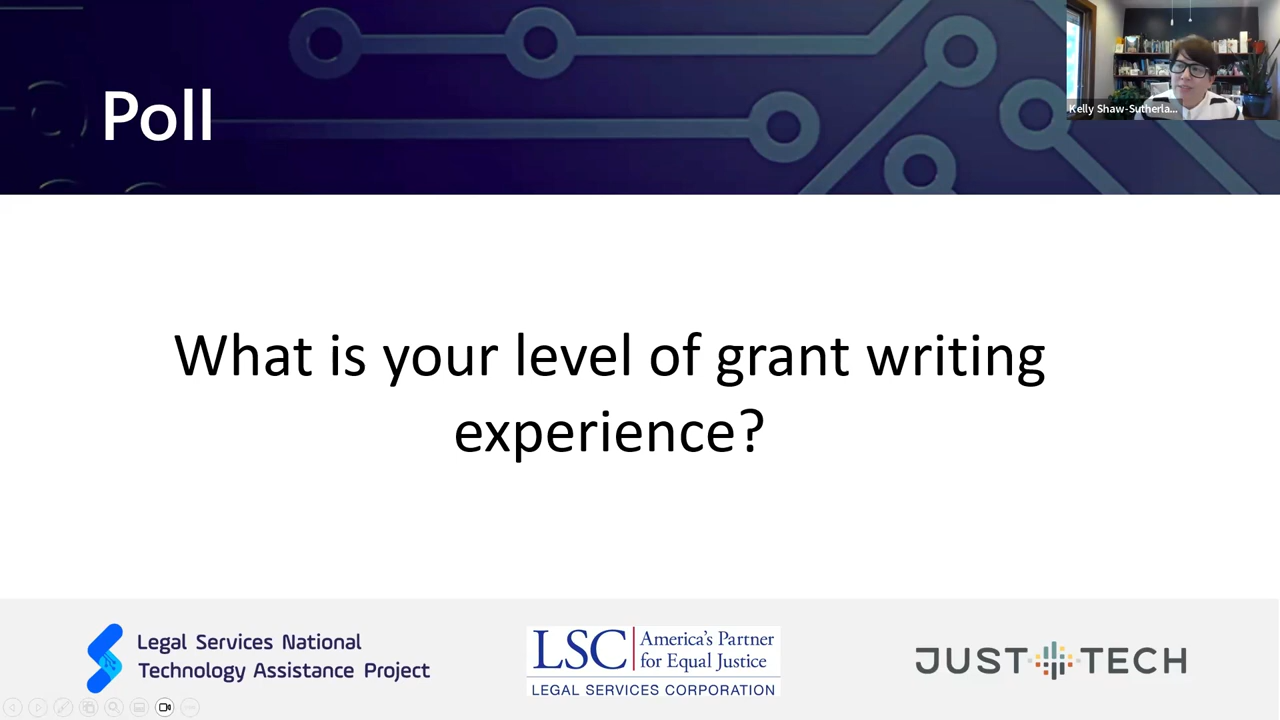 Poll
Kelly Shaw-Sutherla...
What is your level of grant writing
experience?
Legal Services National
Technology Assistance Project
LSC
America's Partner
for Equal Justice
LEGAL SERVICES CORPORATION
JUST TECH